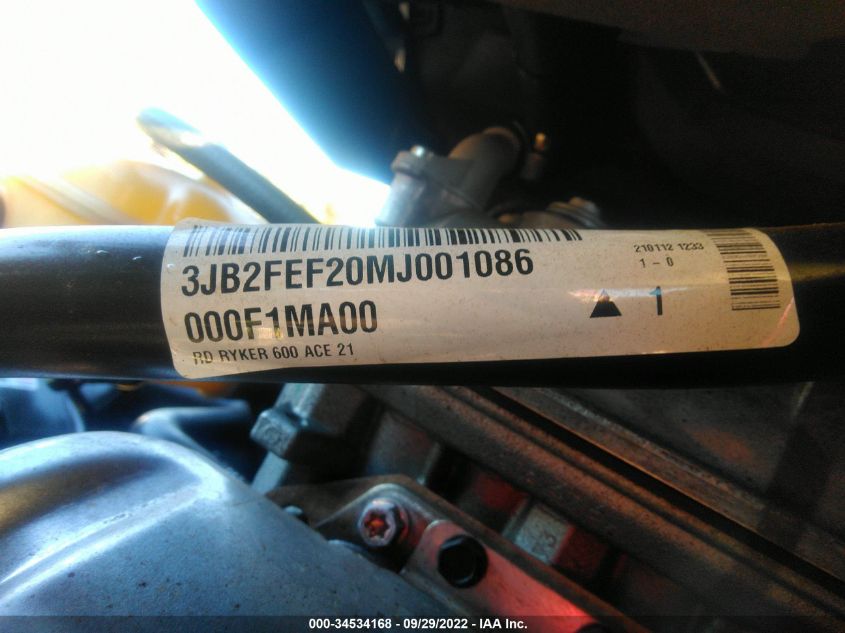 3JB2FEF20MJ001086
000F1MA00
RD RYKER 600 ACE 21
210112 1233
1 - 0
1
000-34534168 - 09/29/2022 - IAA Inc.